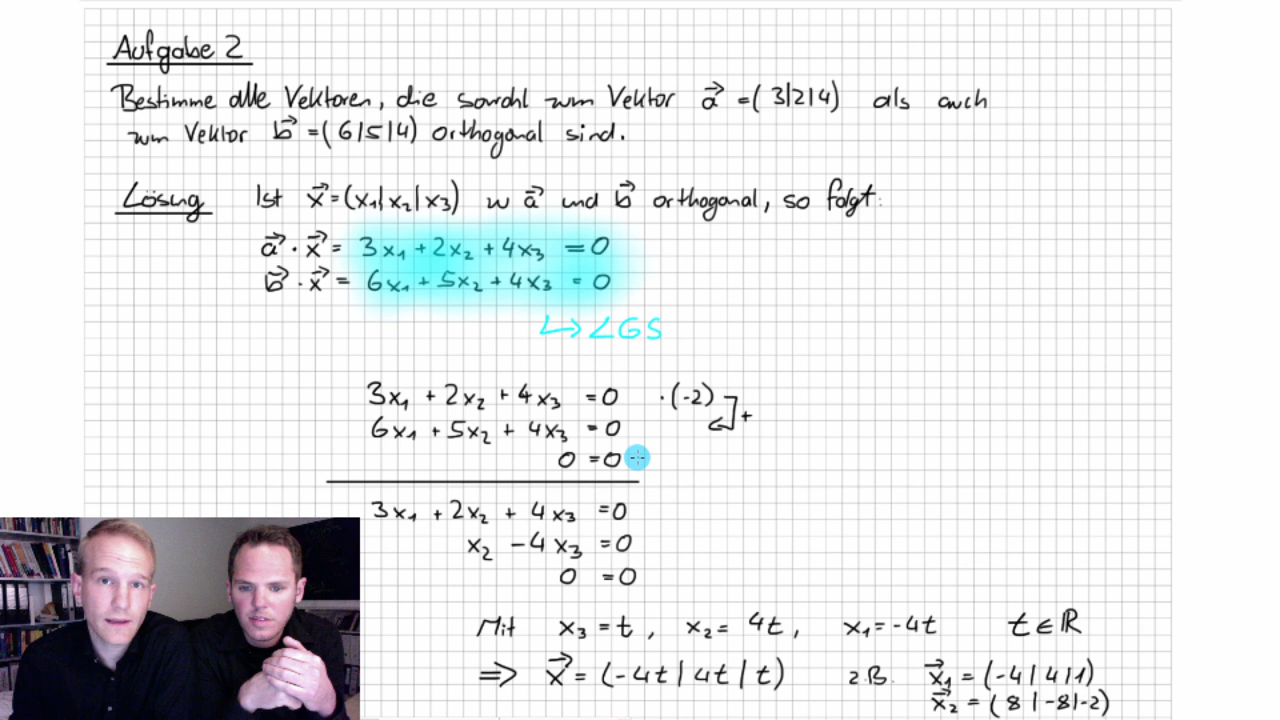 Aufgabe 2
Bestimme alle Vektoren, die sowohl zum Vektor a⃗ =( 3|2|4) als auch
zum Vektor b⃗ =( 6|5|4) orthogonal sind.
Lösung Ist x⃗=(x₁|x₂|x₃) zu a⃗ und b⃗ orthogonal, so folgt:
a⃗ · x⃗ = 3x₁ + 2x₂ + 4x₃ = 0
b⃗ · x⃗ = 6x₁ + 5x₂ + 4x₃ = 0
↳ LGS
3x₁ + 2x₂ + 4x₃ = 0 ·(-2) +
6x₁ + 5x₂ + 4x₃ = 0
0 = 0
3x₁ + 2x₂ + 4x₃ = 0
x₂ - 4x₃ = 0
0 = 0
Mit x₃ = t , x₂ = 4t , x₁ = -4t t ∈ ℝ
⇒ x⃗ = (-4t | 4t | t) z.B. x⃗₁ = (-4 | 4 | 1)
x⃗₂ = ( 8 | -8 | -2)